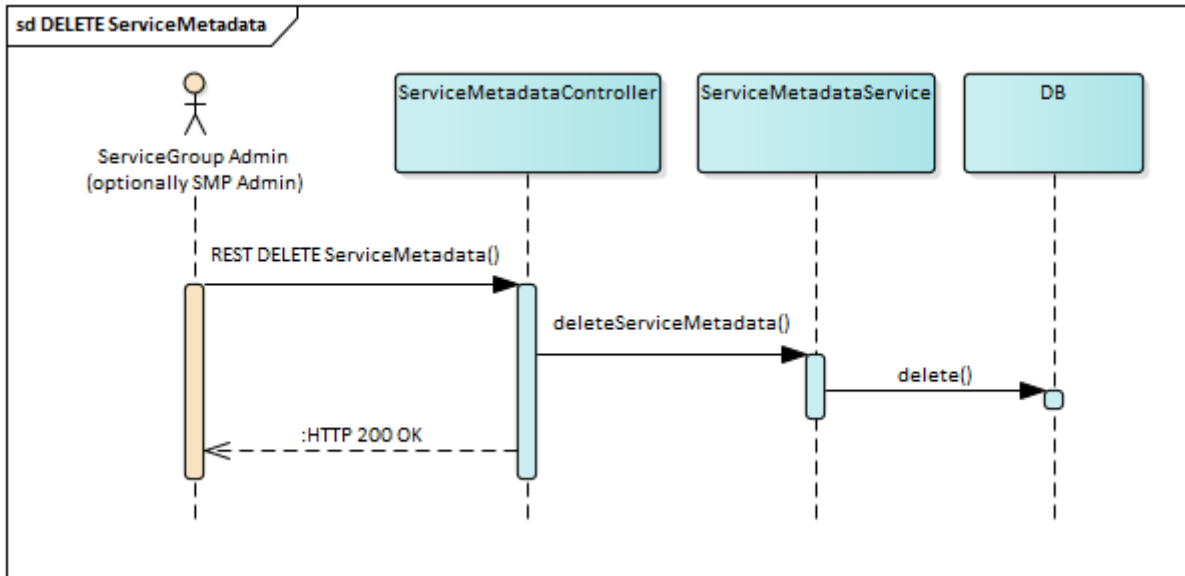 sd DELETE ServiceMetadata
ServiceMetadataController
ServiceMetadataService
DB
ServiceGroup Admin
(optionally SMP Admin)
REST DELETE ServiceMetadata()
deleteServiceMetadata()
delete()
:HTTP 200 OK